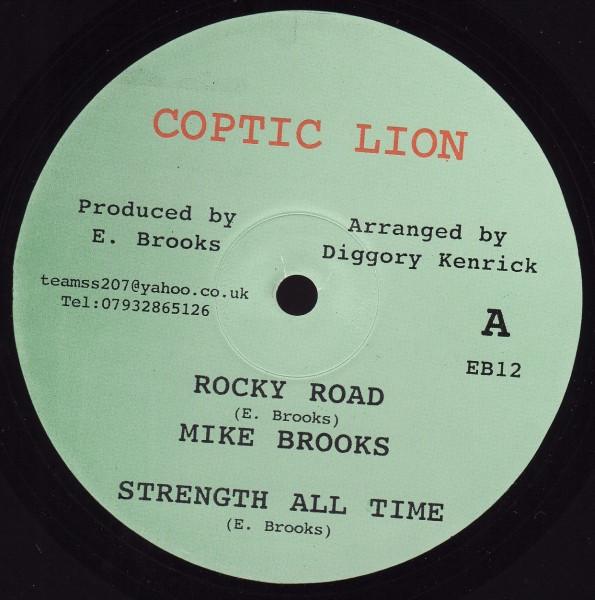 COPTIC LION
Produced by
E. Brooks
Arranged by
Diggory Kenrick
teamss207@yahoo.co.uk
Tel:07932865126
A
EB12
ROCKY ROAD
(E. Brooks)
MIKE BROOKS
STRENGTH ALL TIME
(E. Brooks)